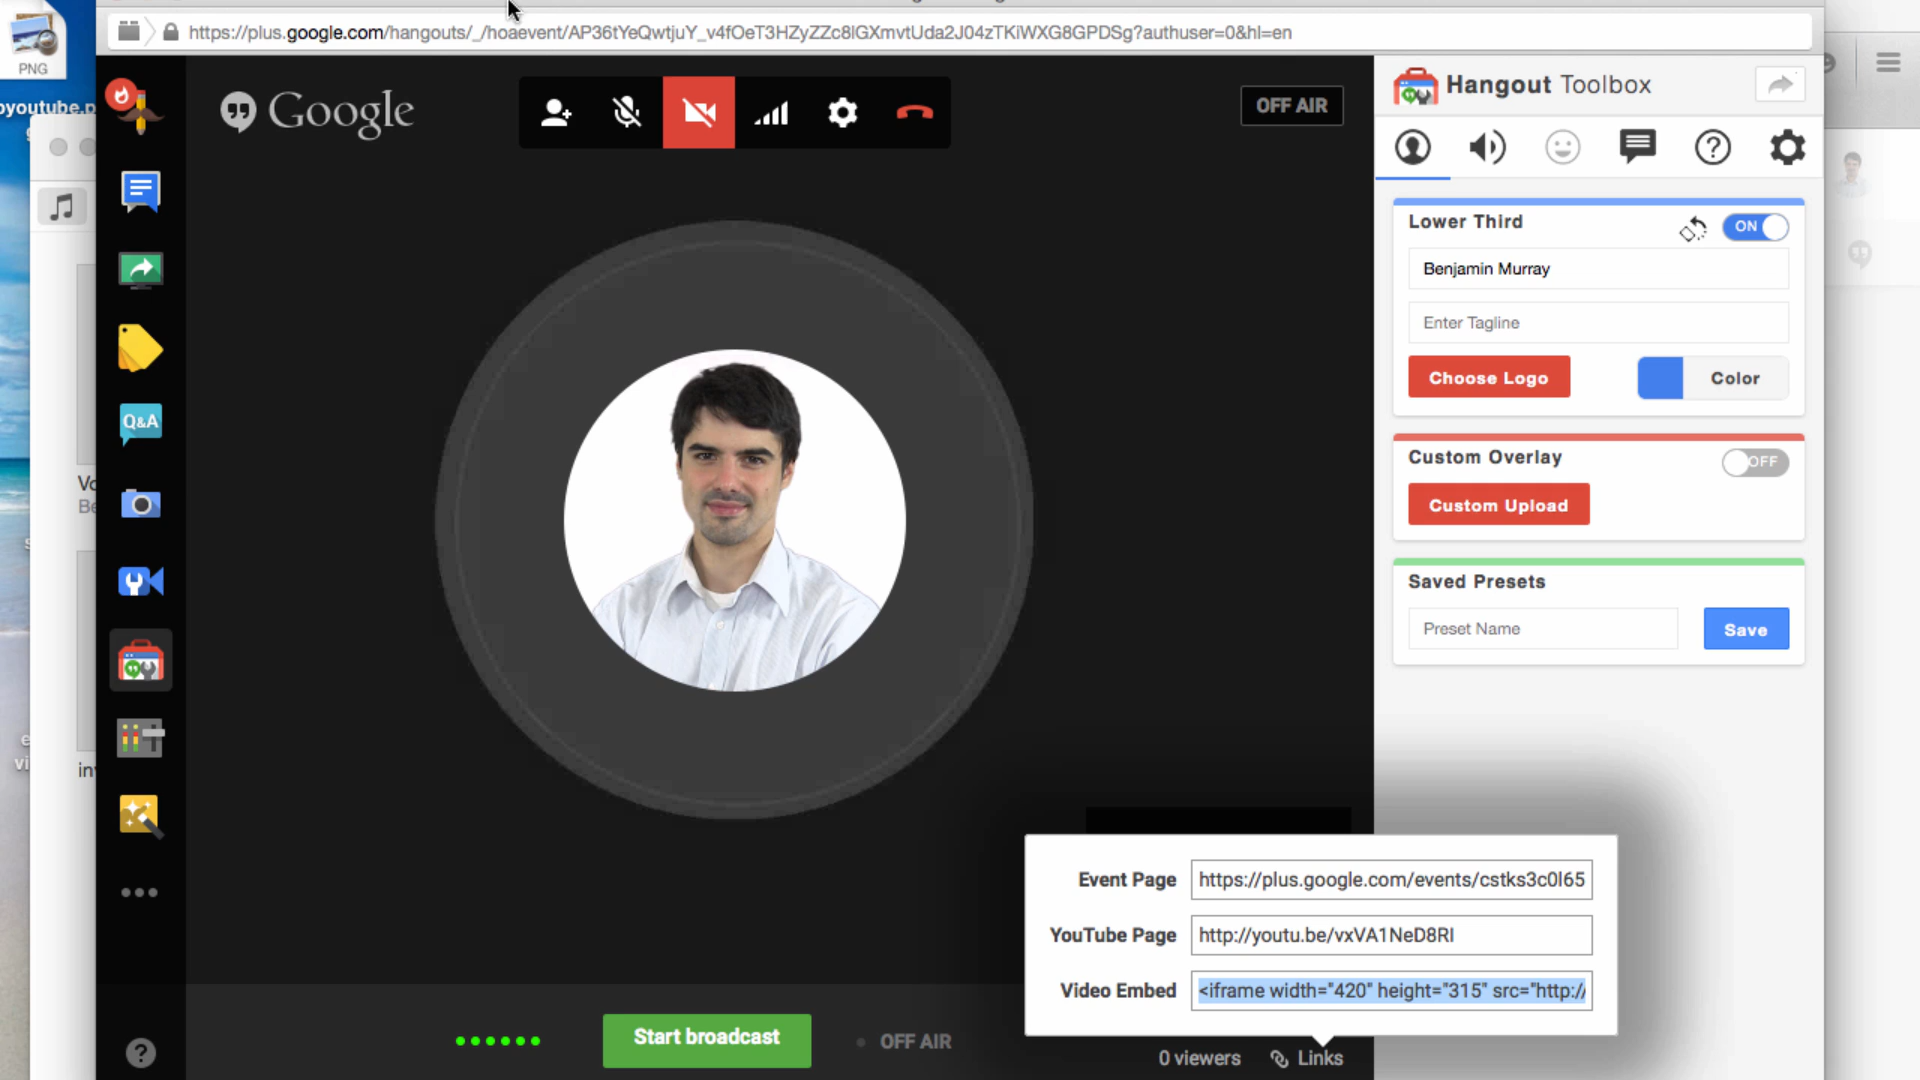 PNG
https://plus.google.com/hangouts/_/hoaevent/AP36tYeQwtjuY_v4fOeT3HZyZZc8lGXmvtUda2J04zTKiWXG8GPDSg?authuser=0&hl=en
Google
OFF AIR
Hangout Toolbox
Lower Third
ON
Benjamin Murray
Enter Tagline
Choose Logo
Color
Q&A
Custom Overlay
OFF
Custom Upload
Saved Presets
Preset Name
Save
Event Page
https://plus.google.com/events/cstks3c0l65
YouTube Page
http://youtu.be/vxVA1NeD8RI
Video Embed
<iframe width="420" height="315" src="http://
Start broadcast
OFF AIR
0 viewers
Links